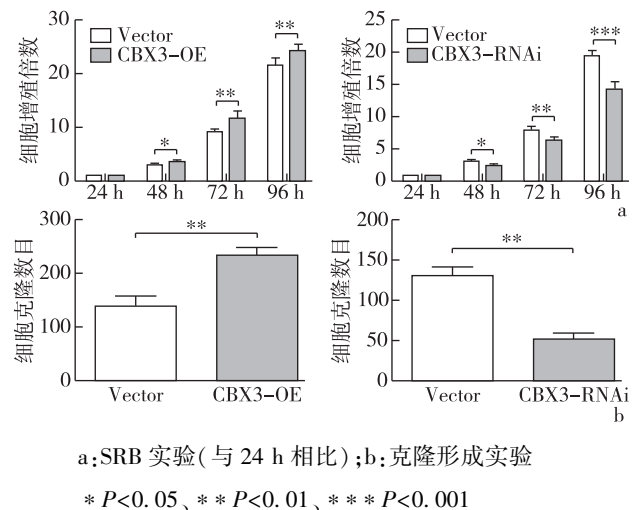 细胞增殖倍数
30
20
10
0
Vector
CBX3-OE
*
**
**
24 h 48 h 72 h 96 h
细胞增殖倍数
25
20
15
10
5
0
Vector
CBX3-RNAi
*
**
***
24 h 48 h 72 h 96 h
a
细胞克隆数目
300
200
100
0
**
Vector CBX3-OE
细胞克隆数目
150
100
50
0
**
Vector CBX3-RNAi
b
a:SRB 实验(与 24 h 相比);b:克隆形成实验
*P<0.05、**P<0.01、***P<0.001